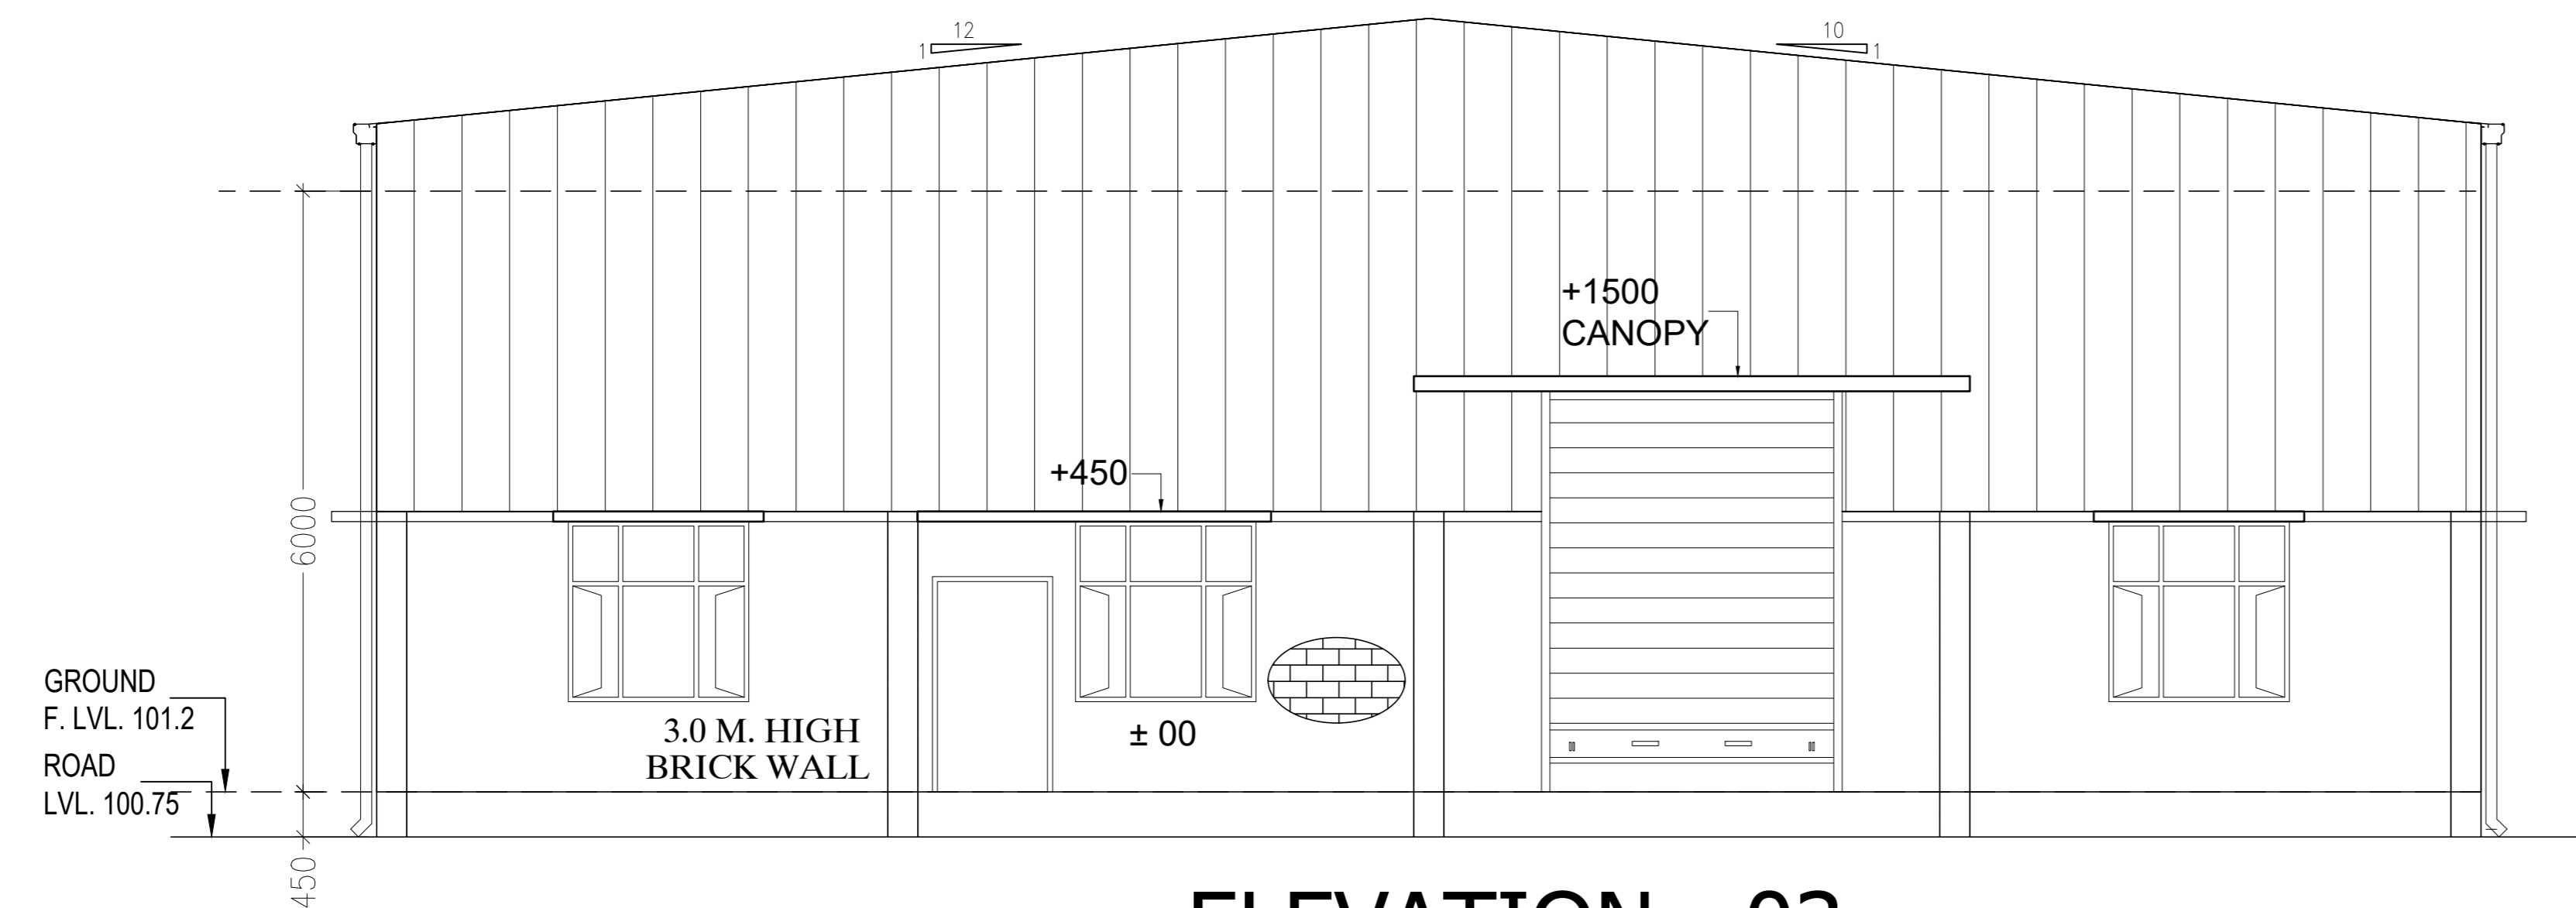 12
1
10
1
+1500
CANOPY
+450
6000
GROUND
F. LVL. 101.2
ROAD
LVL. 100.75
3.0 M. HIGH
BRICK WALL
± 00
450